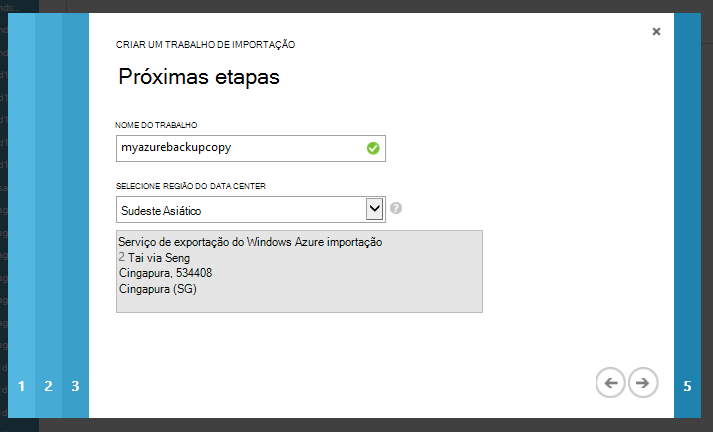 CRIAR UM TRABALHO DE IMPORTAÇÃO
Próximas etapas
NOME DO TRABALHO
myazurebackupcopy
SELECIONE REGIÃO DO DATA CENTER
Sudeste Asiático
?
Serviço de exportação do Windows Azure importação
2 Tai via Seng
Cingapura, 534408
Cingapura (SG)
1 2 3 5